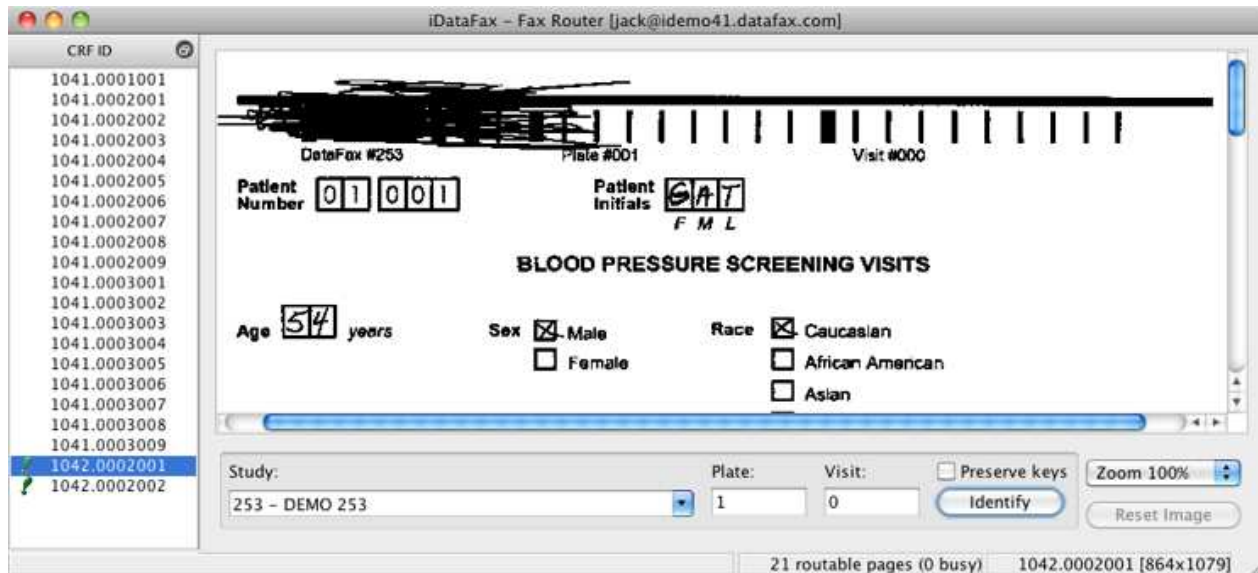 iDataFax – Fax Router [jack@idemo41.datafax.com]
CRF ID
1041.0001001
1041.0002001
1041.0002002
1041.0002003
1041.0002004
1041.0002005
1041.0002006
1041.0002007
1041.0002008
1041.0002009
1041.0003001
1041.0003002
1041.0003003
1041.0003004
1041.0003005
1041.0003006
1041.0003007
1041.0003008
1041.0003009
1042.0002001
1042.0002002
DataFax #253 Plate #001 Visit #000
Patient Number 01 001 Patient Initials GAT
F M L
BLOOD PRESSURE SCREENING VISITS
Age 54 years Sex Male Race Caucasian
Female African American
Asian
Study: Plate: Visit: Preserve keys Zoom 100%
253 – DEMO 253 1 0 Identify Reset Image
21 routable pages (0 busy) 1042.0002001 [864x1079]